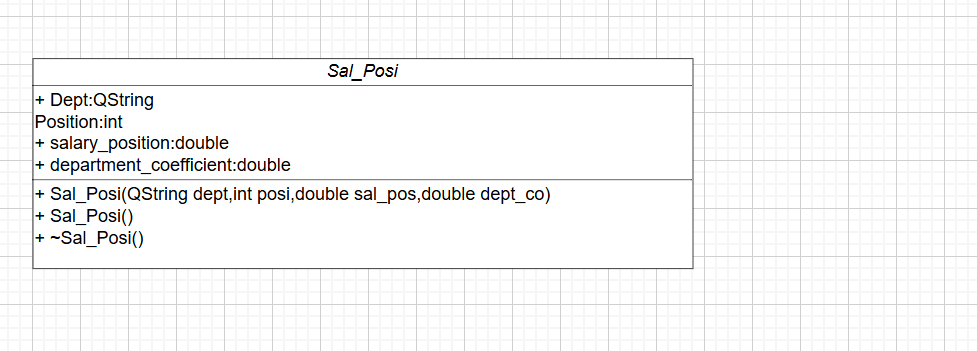 Sal_Posi
+ Dept:QString
Position:int
+ salary_position:double
+ department_coefficient:double
+ Sal_Posi(QString dept,int posi,double sal_pos,double dept_co)
+ Sal_Posi()
+ ~Sal_Posi()